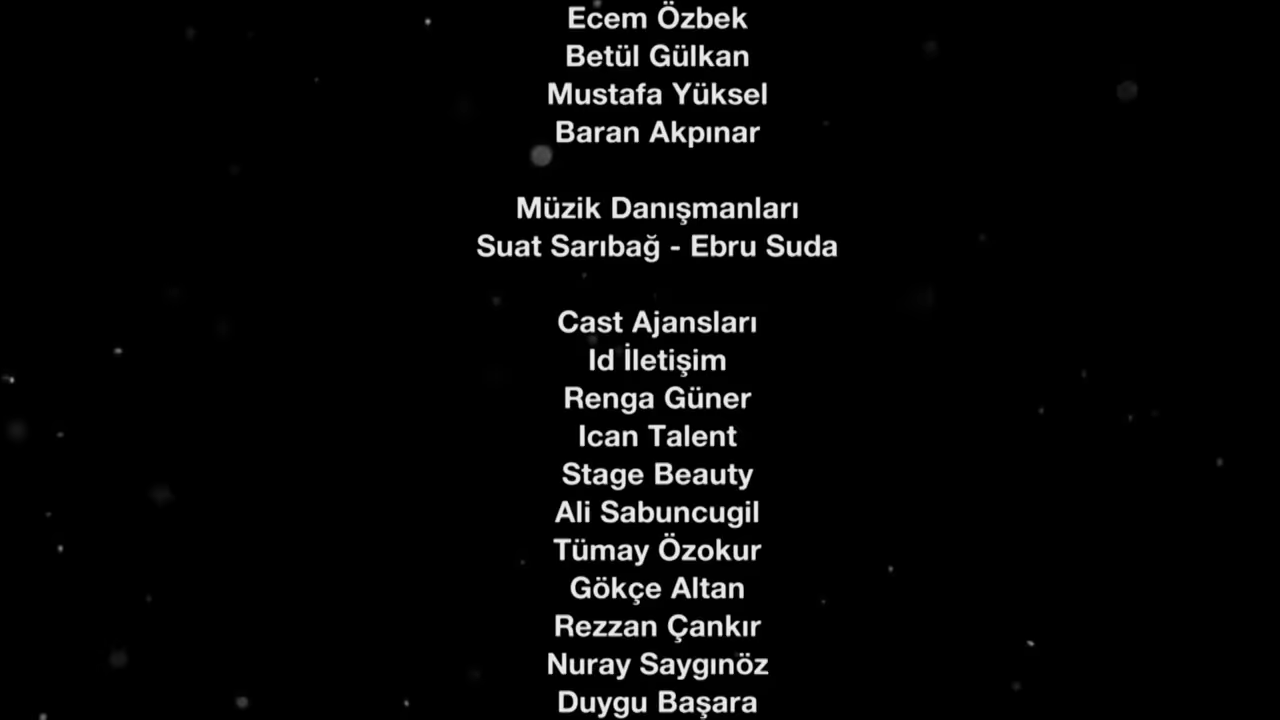 Ecem Özbek
Betül Gülkan
Mustafa Yüksel
Baran Akpınar
Müzik Danışmanları
Suat Sarıbağ - Ebru Suda
Cast Ajansları
Id İletişim
Renga Güner
Ican Talent
Stage Beauty
Ali Sabuncugil
Tümay Özokur
Gökçe Altan
Rezzan Çankır
Nuray Saygınöz
Duygu Başara